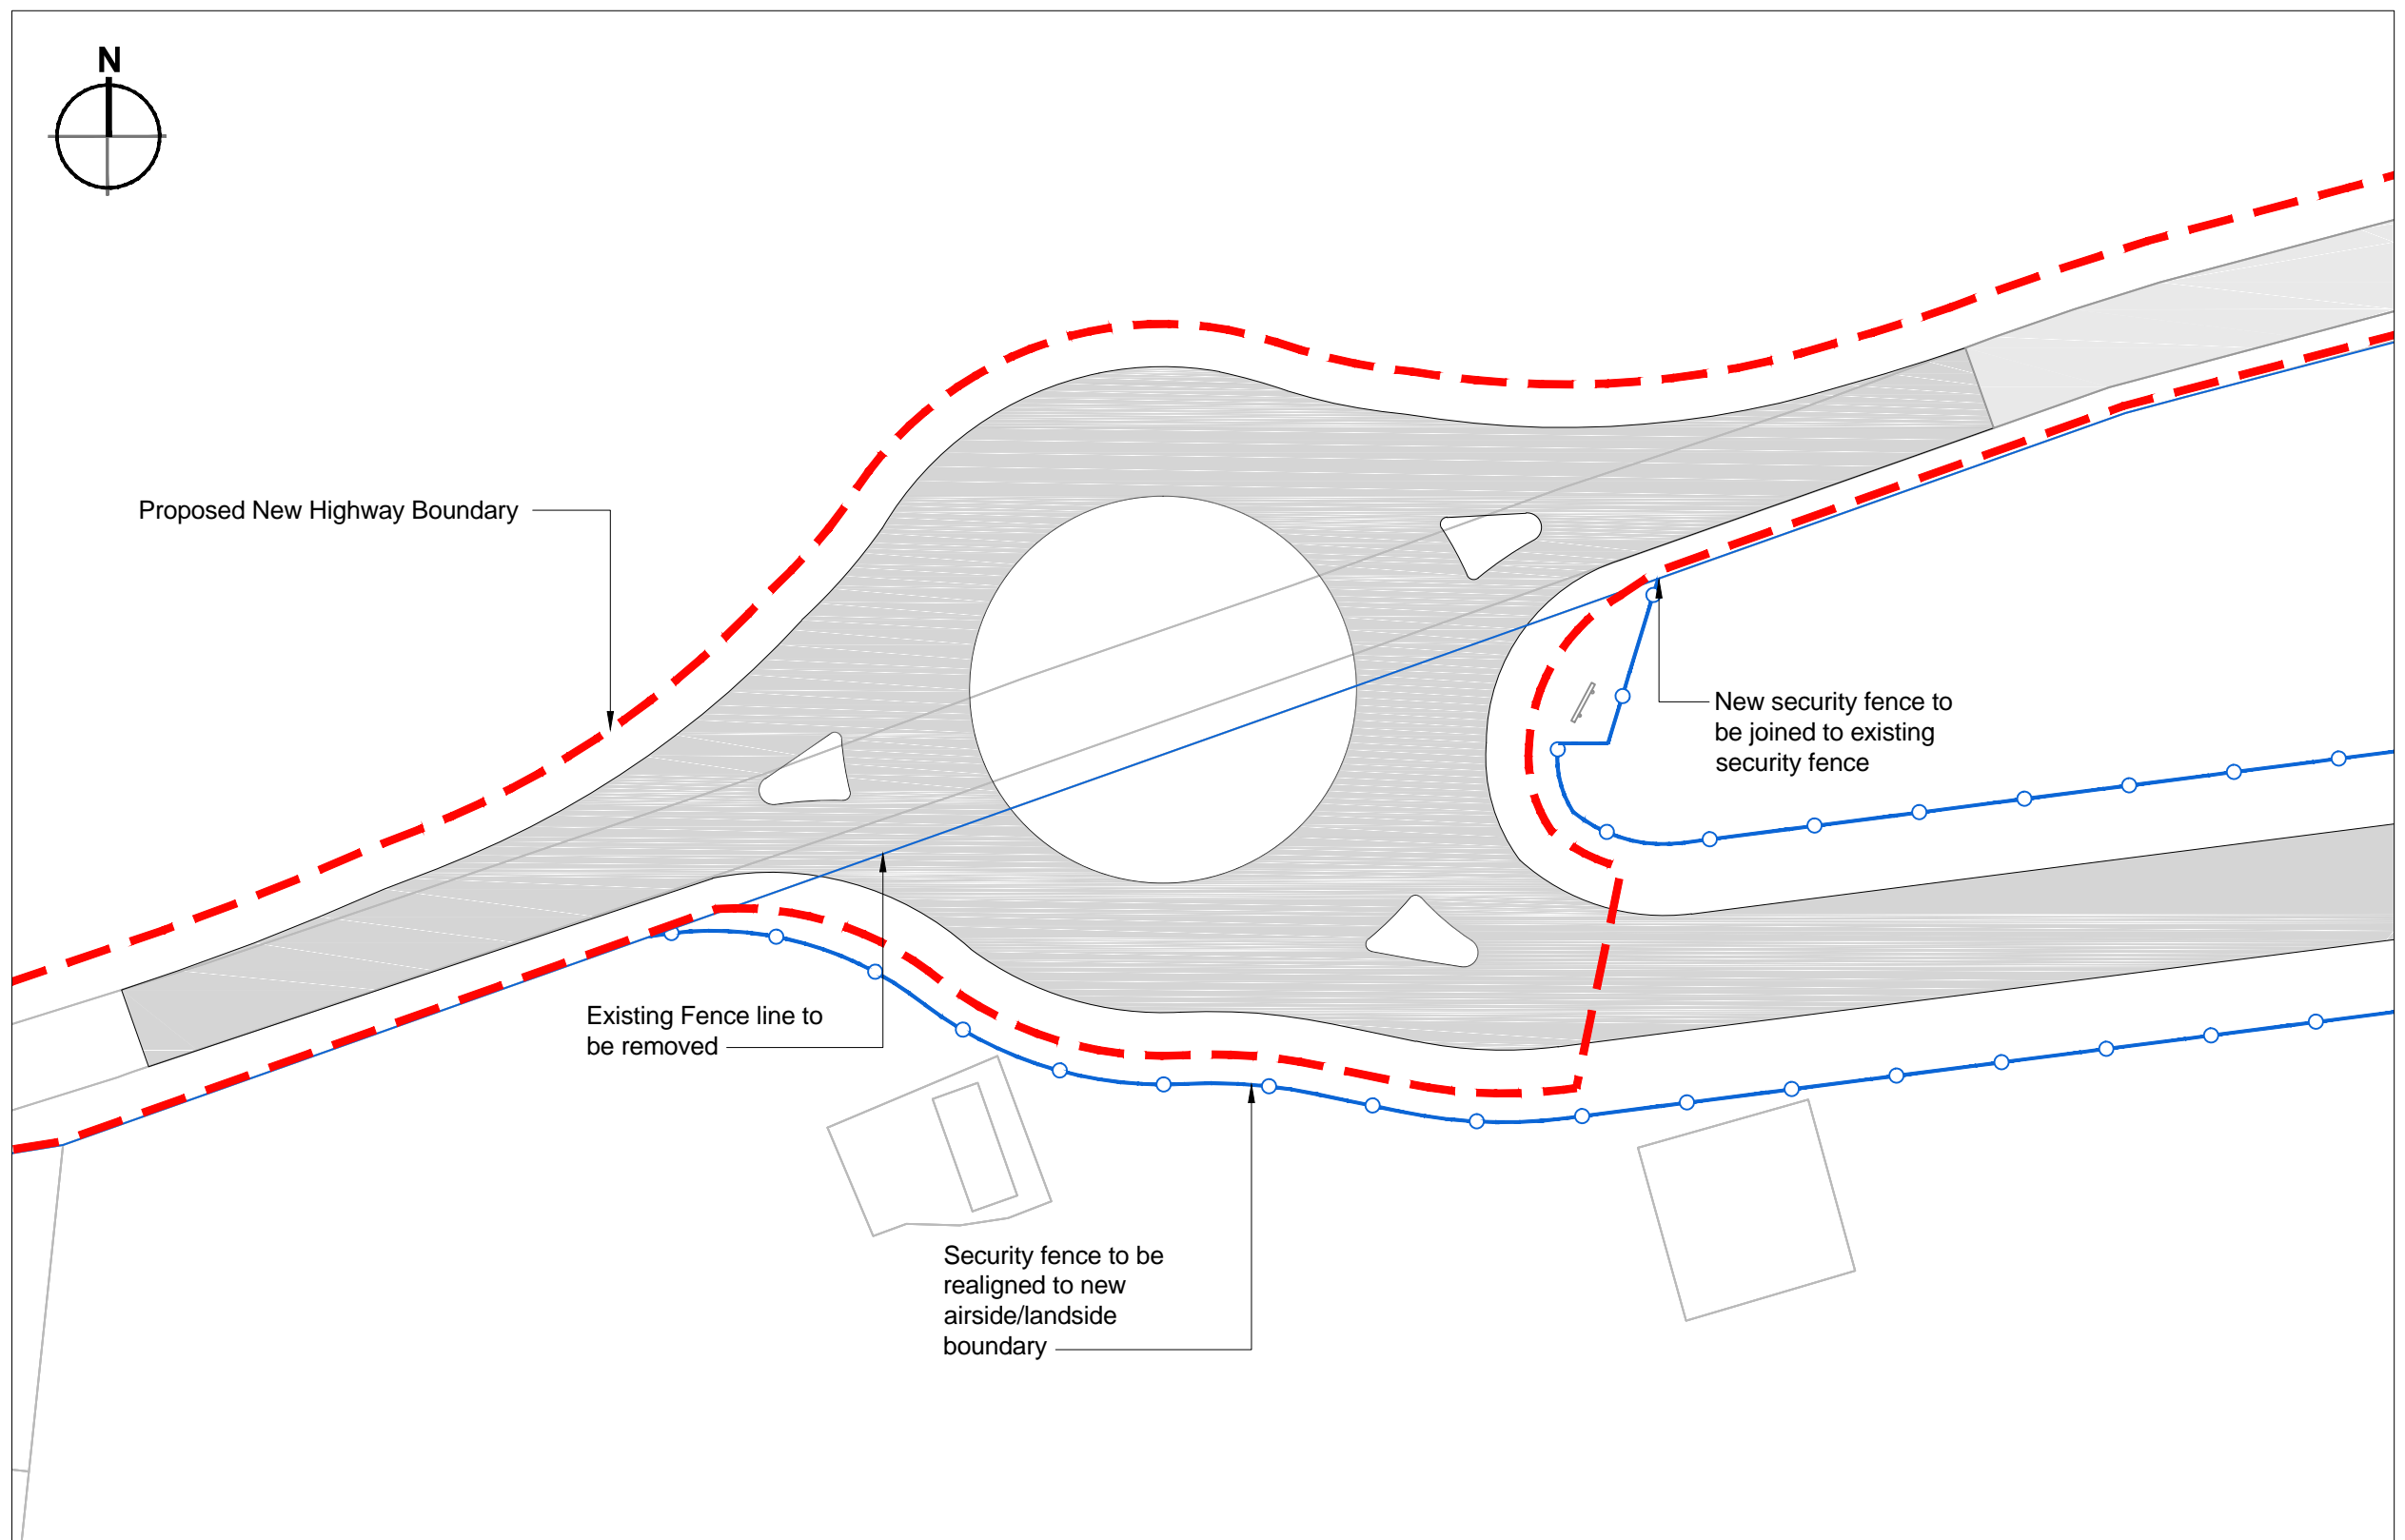 N
Proposed New Highway Boundary
New security fence to
be joined to existing
security fence
Existing Fence line to
be removed
Security fence to be
realigned to new
airside/landside
boundary